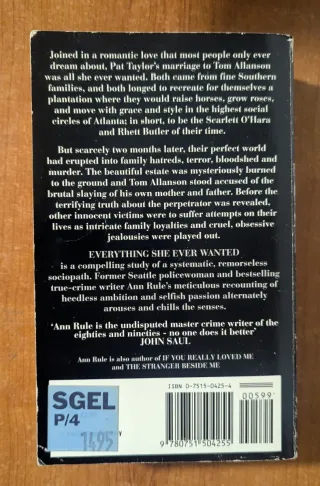 Joined in a romantic love that most people only ever
dream about, Pat Taylor's marriage to Tom Allanson
was all she ever wanted. Both came from fine Southern
families, and both longed to recreate for themselves a
plantation where they would raise horses, grow roses,
and move with grace and style in the highest social
circles of Atlanta; in short, to be the Scarlett O'Hara
and Rhett Butler of their time.
But scarcely two months later, their perfect world
had erupted into family hatreds, terror, bloodshed and
murder. The beautiful estate was mysteriously burned
to the ground and Tom Allanson stood accused of the
brutal slaying of his own mother and father. Before the
terrifying truth about the perpetrator was revealed,
other innocent victims were to suffer attempts on their
lives as intricate family loyalties and cruel, obsessive
jealousies were played out.
EVERYTHING SHE EVER WANTED
is a compelling study of a systematic, remorseless
sociopath. Former Seattle policewoman and bestselling
true-crime writer Ann Rule's meticulous recounting of
heedless ambition and selfish passion alternately
arouses and chills the senses.
'Ann Rule is the undisputed master crime writer of the
eighties and nineties - no one does it better'
JOHN SAUL
Ann Rule is also author of IF YOU REALLY LOVED ME
and THE STRANGER BESIDE ME
SGEL
P/4
1495
Y
ISBN 0-7515-0425-4
00599
9 780751 504255